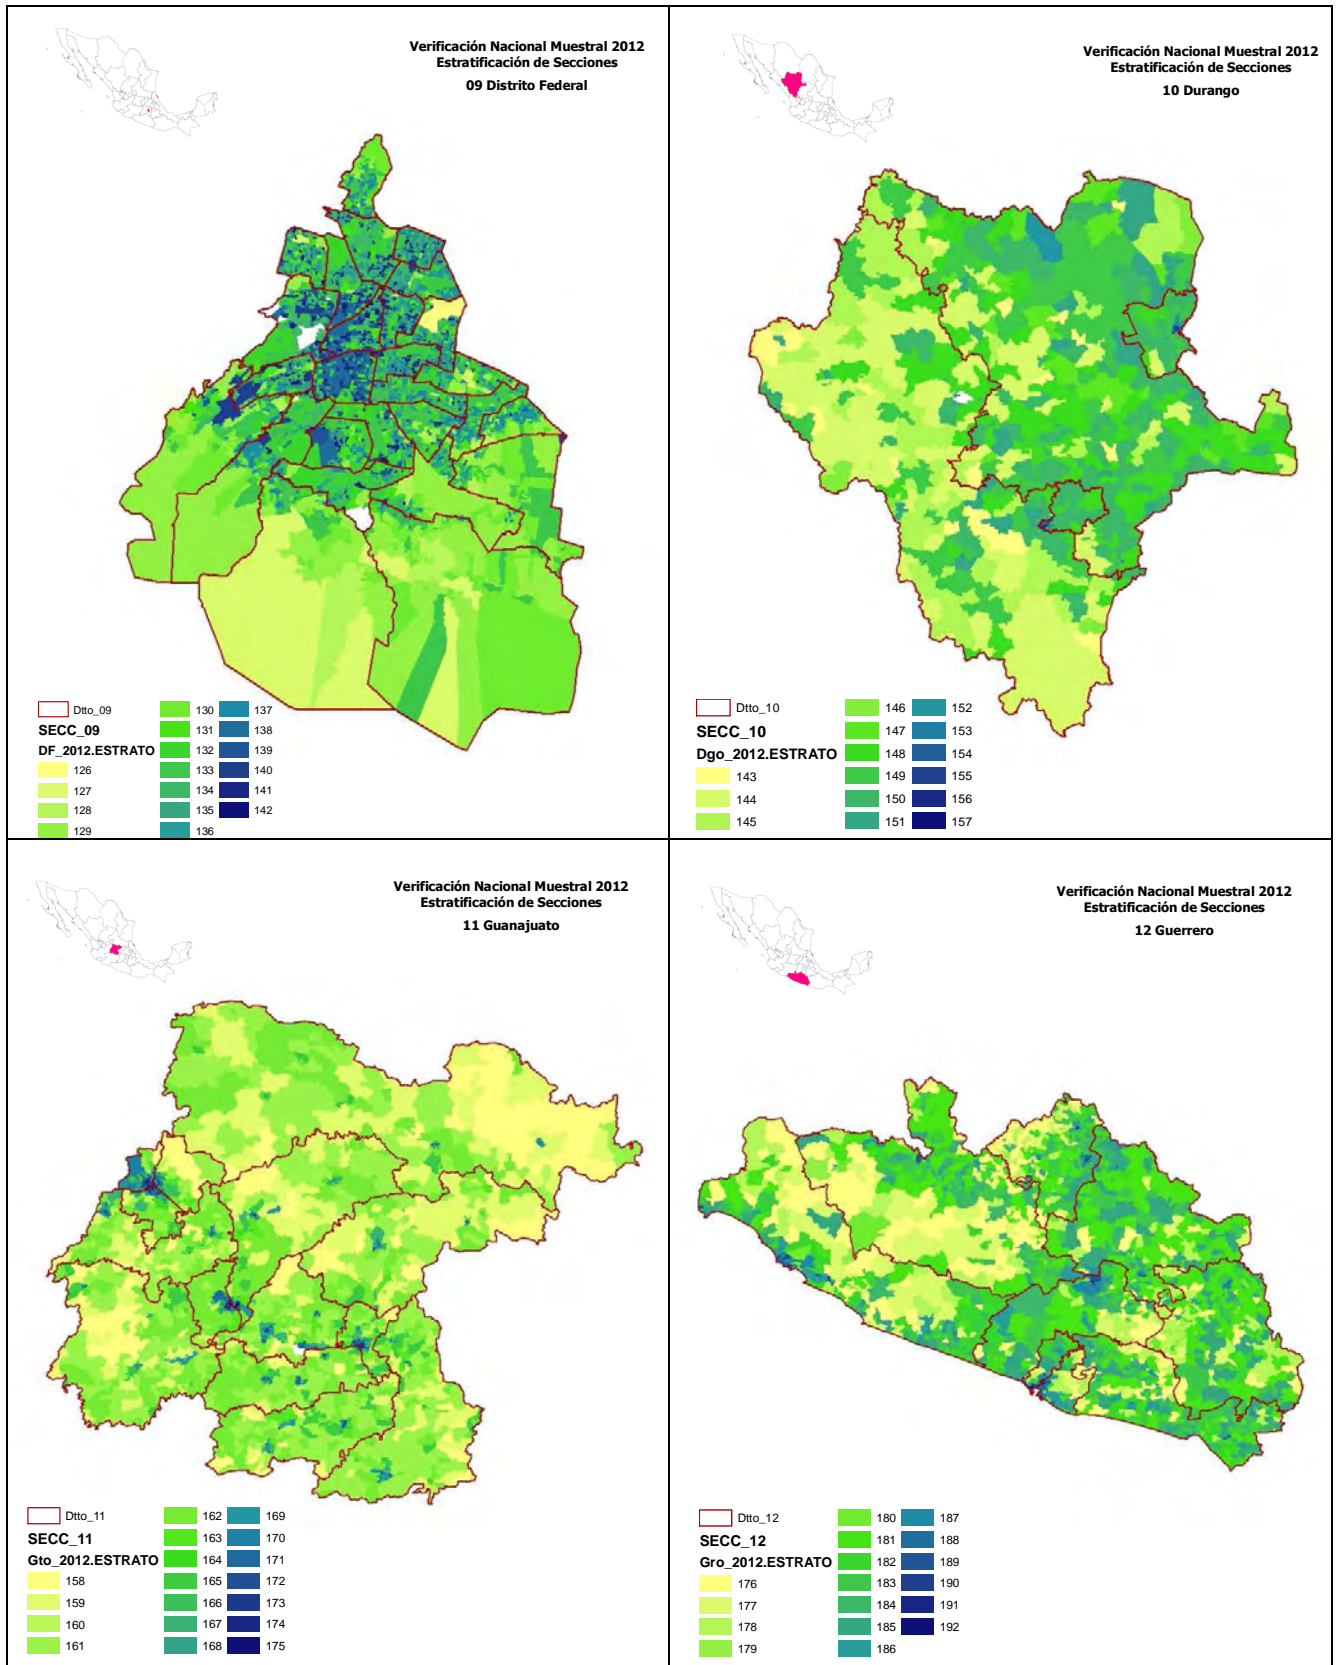 Verificación Nacional Muestral 2012
Estratificación de Secciones
09 Distrito Federal
Dtto_09
SECC_09
DF_2012.ESTRATO
126
127
128
129
130
131
132
133
134
135
136
137
138
139
140
141
142
Verificación Nacional Muestral 2012
Estratificación de Secciones
10 Durango
Dtto_10
SECC_10
Dgo_2012.ESTRATO
143
144
145
146
147
148
149
150
151
152
153
154
155
156
157
Verificación Nacional Muestral 2012
Estratificación de Secciones
11 Guanajuato
Dtto_11
SECC_11
Gto_2012.ESTRATO
158
159
160
161
162
163
164
165
166
167
168
169
170
171
172
173
174
175
Verificación Nacional Muestral 2012
Estratificación de Secciones
12 Guerrero
Dtto_12
SECC_12
Gro_2012.ESTRATO
176
177
178
179
180
181
182
183
184
185
186
187
188
189
190
191
192